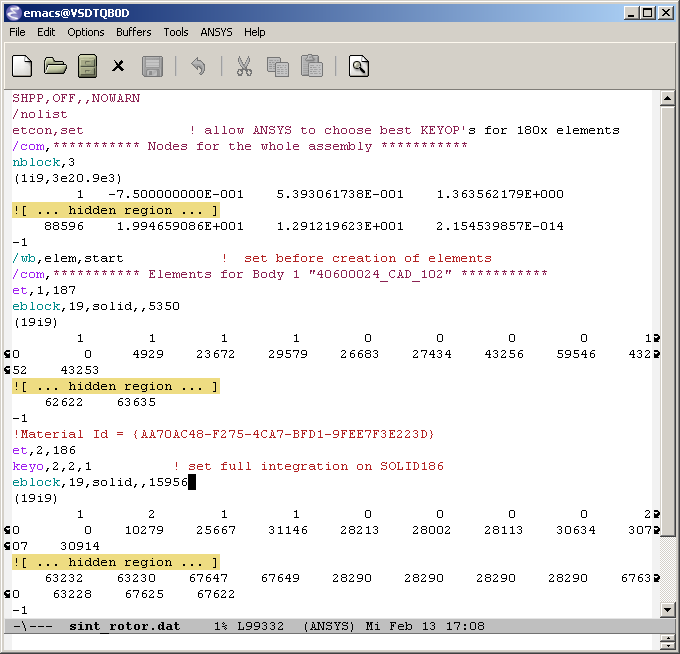 emacs@VSDTQB0D
File Edit Options Buffers Tools ANSYS Help
SHPP,OFF,,NOWARN
/nolist
etcon,set ! allow ANSYS to choose best KEYOP's for 180x elements
/com,*********** Nodes for the whole assembly ***********
nblock,3
(1i9,3e20.9e3)
1 -7.500000000E-001 5.393061738E-001 1.363562179E+000
![ ... hidden region ... ]
88596 1.994659086E+001 1.291219623E+001 2.154539857E-014
-1
/wb,elem,start ! set before creation of elements
/com,*********** Elements for Body 1 "40600024_CAD_102" ***********
et,1,187
eblock,19,solid,,5350
(19i9)
1 1 1 1 0 0 0 1
0 0 4929 23672 29579 26683 27434 43256 59546 432
52 43253
![ ... hidden region ... ]
62622 63635
-1
!Material Id = {AA70AC48-F275-4CA7-BFD1-9FEE7F3E223D}
et,2,186
keyo,2,2,1 ! set full integration on SOLID186
eblock,19,solid,,15956
(19i9)
1 2 1 1 0 0 0 2
0 0 10279 25667 31146 28213 28002 28113 30634 307
07 30914
![ ... hidden region ... ]
63232 63230 67647 67649 28290 28290 28290 28290 6763
0 63228 67625 67622
-1
-\--- sint_rotor.dat 1% L99332 (ANSYS) Mi Feb 13 17:08